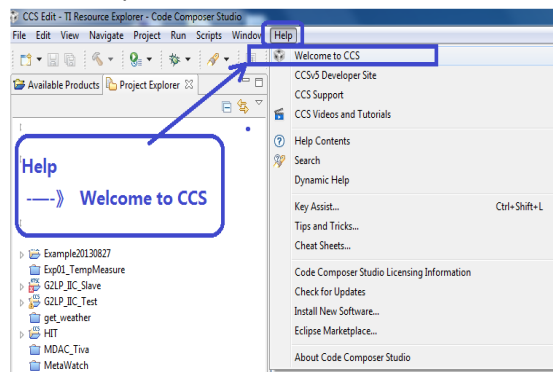 CCS Edit - TI Resource Explorer - Code Composer Studio
File Edit View Navigate Project Run Scripts Window Help
Available Products Project Explorer
Help
----》 Welcome to CCS
Example20130827
Exp01_TempMeasure
G2LP_IIC_Slave
G2LP_IIC_Test
get_weather
HIT
MDAC_Tiva
MetaWatch
Welcome to CCS
CCSv5 Developer Site
CCS Support
CCS Videos and Tutorials
Help Contents
Search
Dynamic Help
Key Assist... Ctrl+Shift+L
Tips and Tricks...
Cheat Sheets...
Code Composer Studio Licensing Information
Check for Updates
Install New Software...
Eclipse Marketplace...
About Code Composer Studio